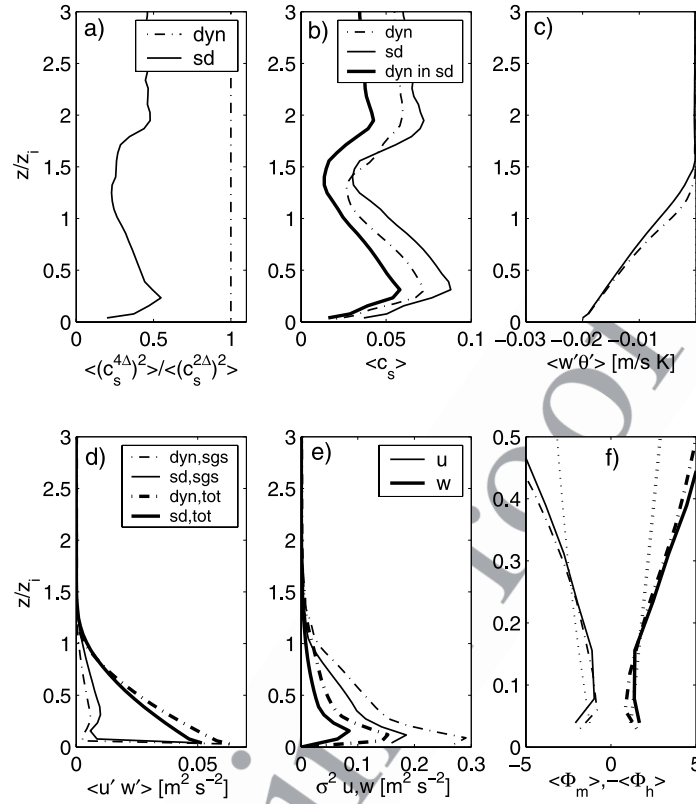 a)
dyn
sd
b)
dyn
sd
dyn in sd
c)
z/z_i
3
2.5
2
1.5
1
0.5
0
0 0.5 1
<(c_s^{4Δ})^2>/<(c_s^{2Δ})^2>
3
2.5
2
1.5
1
0.5
0
0 0.05 0.1
<c_s>
3
2.5
2
1.5
1
0.5
0
−0.03 −0.02 −0.01 0
<w'θ'> [m/s K]
d)
dyn,sgs
sd,sgs
dyn,tot
sd,tot
e)
u
w
f)
z/z_i
3
2.5
2
1.5
1
0.5
0
0 0.05
<u' w'> [m² s⁻²]
3
2.5
2
1.5
1
0.5
0
0 0.1 0.2 0.3
σ² u,w [m² s⁻²]
0.5
0.4
0.3
0.2
0.1
0
−5 0 5
<Φ_m>,−<Φ_h>